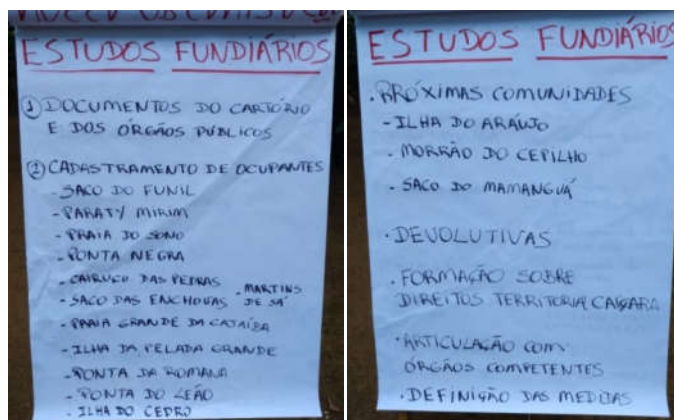 ESTUDOS FUNDIÁRIOS
① DOCUMENTOS DO CARTÓRIO
E DOS ÓRGÃOS PÚBLICOS
② CADASTRAMENTO DE OCUPANTES
- SACO DO FUNIL
- PARATY MIRIM
- PRAIA DO SONO
- PONTA NEGRA
- CAIRUÇU DAS PEDRAS
- SACO DAS ENCHOVAS - MARTINS DE SÁ
- PRAIA GRANDE DA CAJAÍBA
- ILHA DA PELADA GRANDE
- PONTA DA ROMANA
- PONTA DO LEÃO
- ILHA DO CEDRO
ESTUDOS FUNDIÁRIOS
. PRÓXIMAS COMUNIDADES
- ILHA DO ARAÚJO
- MORRÃO DO CEPILHO
- SACO DO MAMANGUÁ
. DEVOLUTIVAS
. FORMAÇÃO SOBRE
DIREITOS TERRITORIA CAIÇARA
. ARTICULAÇÃO COM
ÓRGÃOS COMPETENTES
. DEFINIÇÃO DAS MEDIDAS